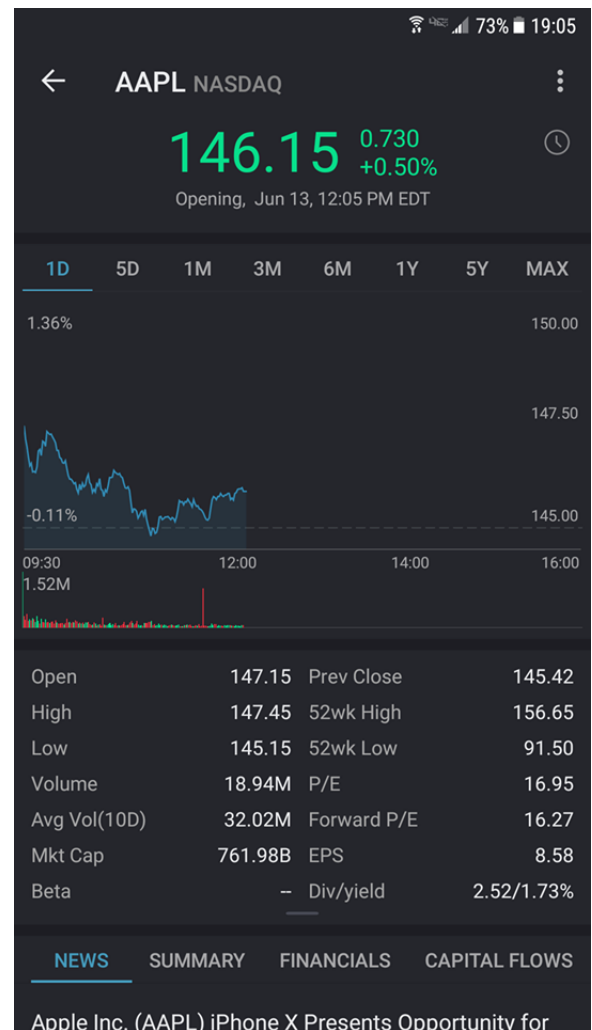 73% 19:05
AAPL NASDAQ
146.15 0.730
+0.50%
Opening, Jun 13, 12:05 PM EDT
1D 5D 1M 3M 6M 1Y 5Y MAX
1.36% 150.00
147.50
-0.11% 145.00
09:30 12:00 14:00 16:00
1.52M
Open 147.15 Prev Close 145.42
High 147.45 52wk High 156.65
Low 145.15 52wk Low 91.50
Volume 18.94M P/E 16.95
Avg Vol(10D) 32.02M Forward P/E 16.27
Mkt Cap 761.98B EPS 8.58
Beta -- Div/yield 2.52/1.73%
NEWS SUMMARY FINANCIALS CAPITAL FLOWS
Apple Inc. (AAPL) iPhone X Presents Opportunity for